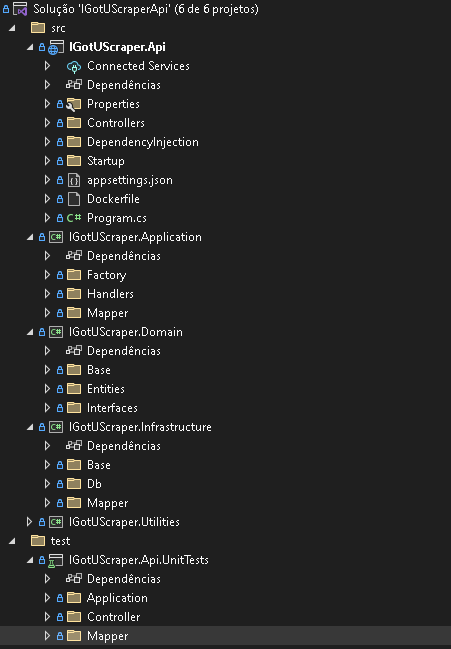 Solução 'IGotUScraperApi' (6 de 6 projetos)
src
IGotUScraper.Api
Connected Services
Dependências
Properties
Controllers
DependencyInjection
Startup
appsettings.json
Dockerfile
C# Program.cs
C# IGotUScraper.Application
Dependências
Factory
Handlers
Mapper
C# IGotUScraper.Domain
Dependências
Base
Entities
Interfaces
C# IGotUScraper.Infrastructure
Dependências
Base
Db
Mapper
C# IGotUScraper.Utilities
test
IGotUScraper.Api.UnitTests
Dependências
Application
Controller
Mapper